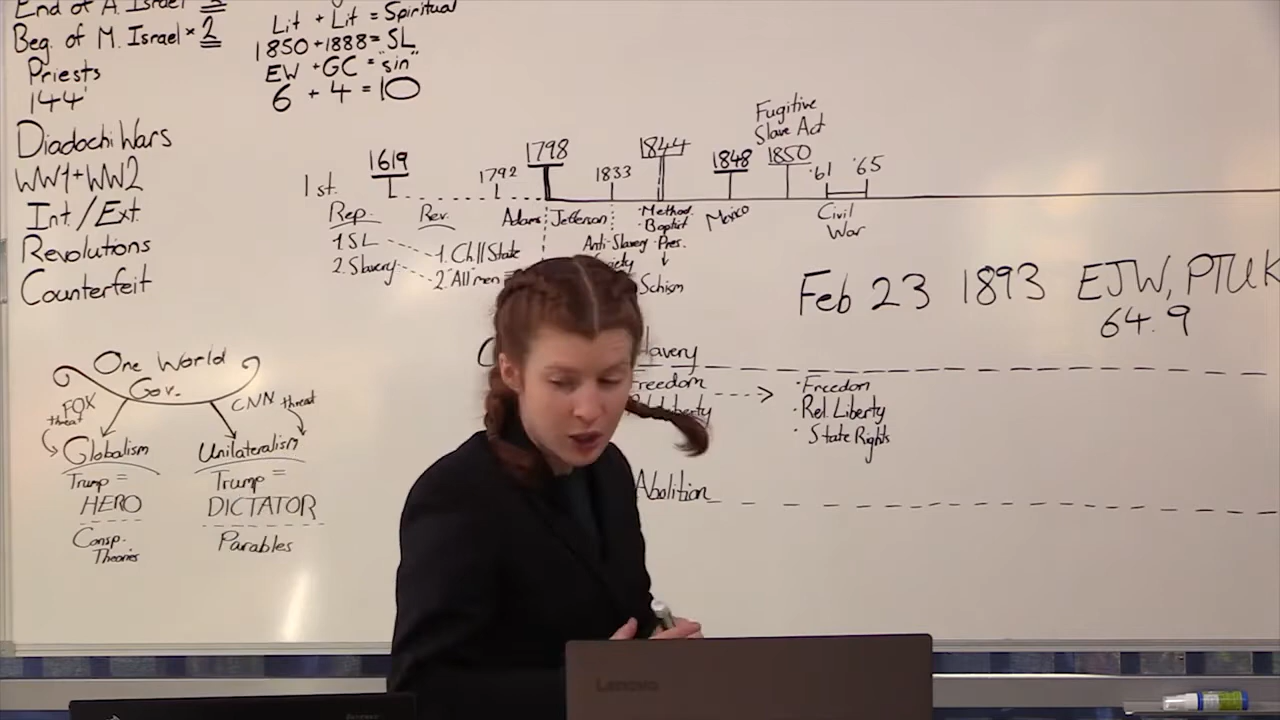 End of A. Israel 3
Beg. of M. Israel * 2
Priests
144'
Diadochi Wars
WW1+WW2
Int./Ext.
Revolutions
Counterfeit
Lit + Lit = Spiritual
1850+1888= SL
EW + GC = "sin"
6 + 4 = 10
1st.
1619
1792
1798
1833
1844
1848
Fugitive
Slave Act
1850
'61 '65
Rep.
1. SL
2. Slavery
Rev.
1. Ch || State
2. All men =
Adams
Jefferson
Anti-Slavery
Society
• Method.
• Baptist
• Pres.
↓
Schism
Mexico
Civil
War
Feb 23 1893 EJW, PTUK
64.9
Slavery
Freedom
Rel. Liberty
• Freedom
• Rel. Liberty
• State Rights
Abolition
One World
Gov.
FOX
threat
CNN
threat
Globalism
Trump =
HERO
Consp.
Theories
Unilateralism
Trump =
DICTATOR
Parables
Lenovo